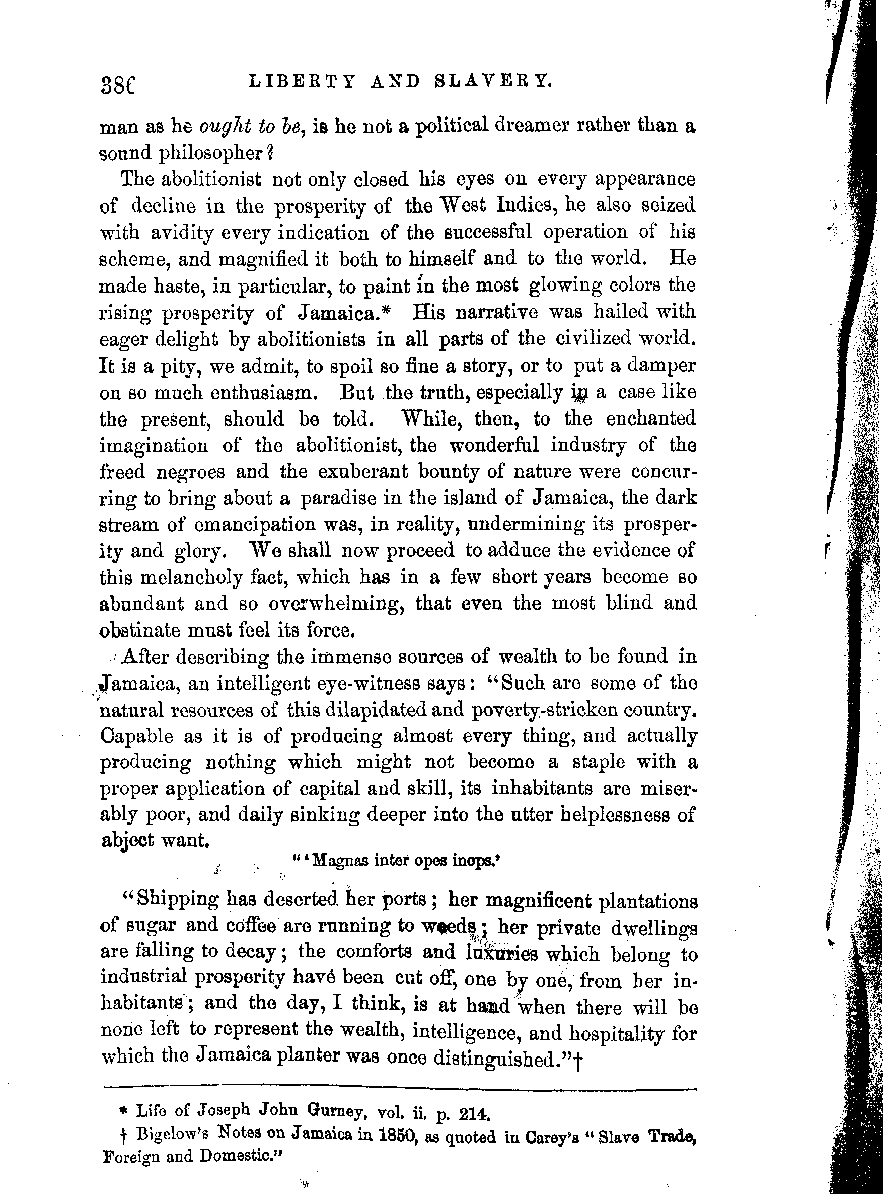 38 LIBERTY AND SLAVERY.
man as he ought to be, is he not a political dreamer rather than a
sound philosopher?
The abolitionist not only closed his eyes on every appearance
of decline in the prosperity of the West Indies, he also seized
with avidity every indication of the successful operation of his
scheme, and magnified it both to himself and to the world. He
made haste, in particular, to paint in the most glowing colors the
rising prosperity of Jamaica.* His narrative was hailed with
eager delight by abolitionists in all parts of the civilized world.
It is a pity, we admit, to spoil so fine a story, or to put a damper
on so much enthusiasm. But the truth, especially in a case like
the present, should be told. While, then, to the enchanted
imagination of the abolitionist, the wonderful industry of the
freed negroes and the exuberant bounty of nature were concur-
ring to bring about a paradise in the island of Jamaica, the dark
stream of emancipation was, in reality, undermining its prosper-
ity and glory. We shall now proceed to adduce the evidence of
this melancholy fact, which has in a few short years become so
abundant and so overwhelming, that even the most blind and
obstinate must feel its force.
After describing the immense sources of wealth to be found in
Jamaica, an intelligent eye-witness says: "Such are some of the
natural resources of this dilapidated and poverty-stricken country.
Capable as it is of producing almost every thing, and actually
producing nothing which might not become a staple with a
proper application of capital and skill, its inhabitants are miser-
ably poor, and daily sinking deeper into the utter helplessness of
abject want.
"'Magnas inter opes inops.'
"Shipping has deserted her ports; her magnificent plantations
of sugar and coffee are running to weeds; her private dwellings
are falling to decay; the comforts and luxuries which belong to
industrial prosperity have been cut off, one by one, from her in-
habitants; and the day, I think, is at hand when there will be
none left to represent the wealth, intelligence, and hospitality for
which the Jamaica planter was once distinguished."†
* Life of Joseph John Gurney, vol. ii. p. 214.
† Bigelow's Notes on Jamaica in 1850, as quoted in Carey's "Slave Trade,
Foreign and Domestic."